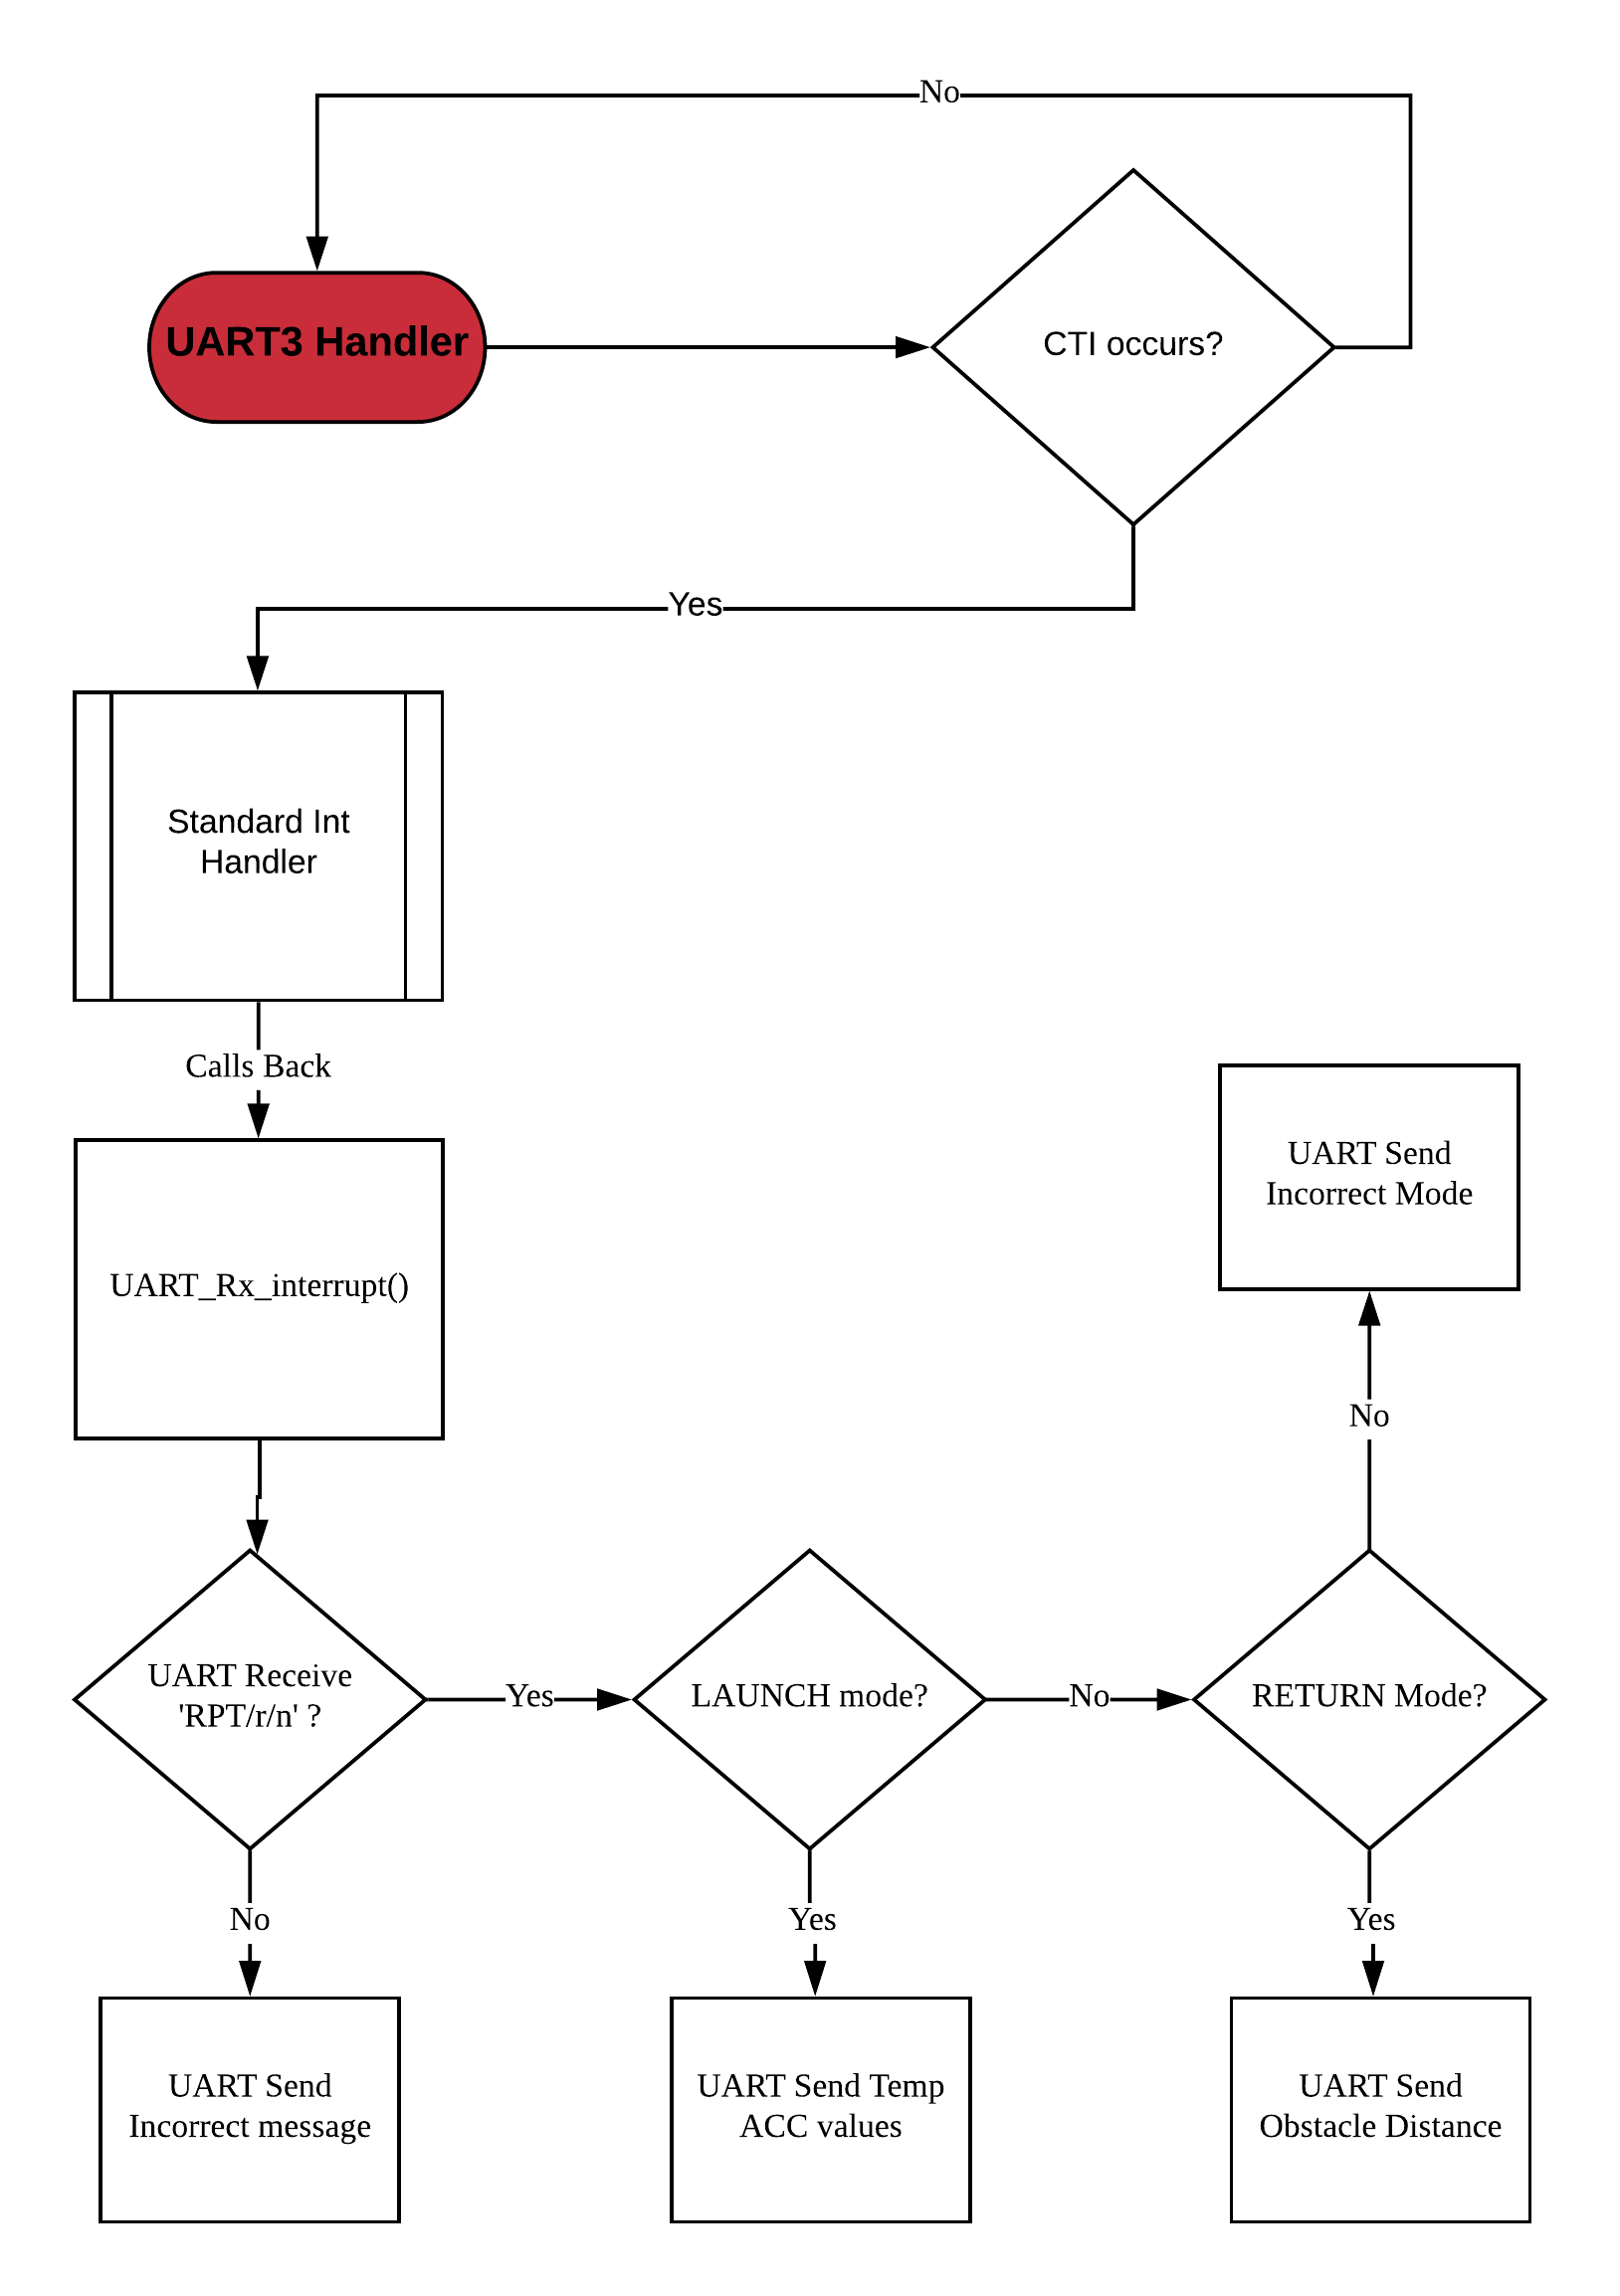 No
UART3 Handler
CTI occurs?
Yes
Standard Int
Handler
Calls Back
UART_Rx_interrupt()
UART Send
Incorrect Mode
No
UART Receive
'RPT/r/n' ?
Yes
LAUNCH mode?
No
RETURN Mode?
No
Yes
Yes
UART Send
Incorrect message
UART Send Temp
ACC values
UART Send
Obstacle Distance